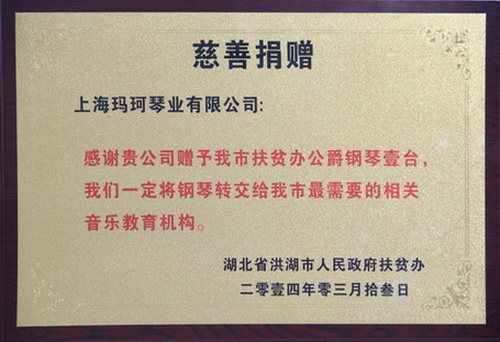 慈善捐赠
上海玛珂琴业有限公司:
感谢贵公司赠予我市扶贫办公爵钢琴壹台，
我们一定将钢琴转交给我市最需要的相关
音乐教育机构。
湖北省洪湖市人民政府扶贫办
二零壹四年零三月拾叁日